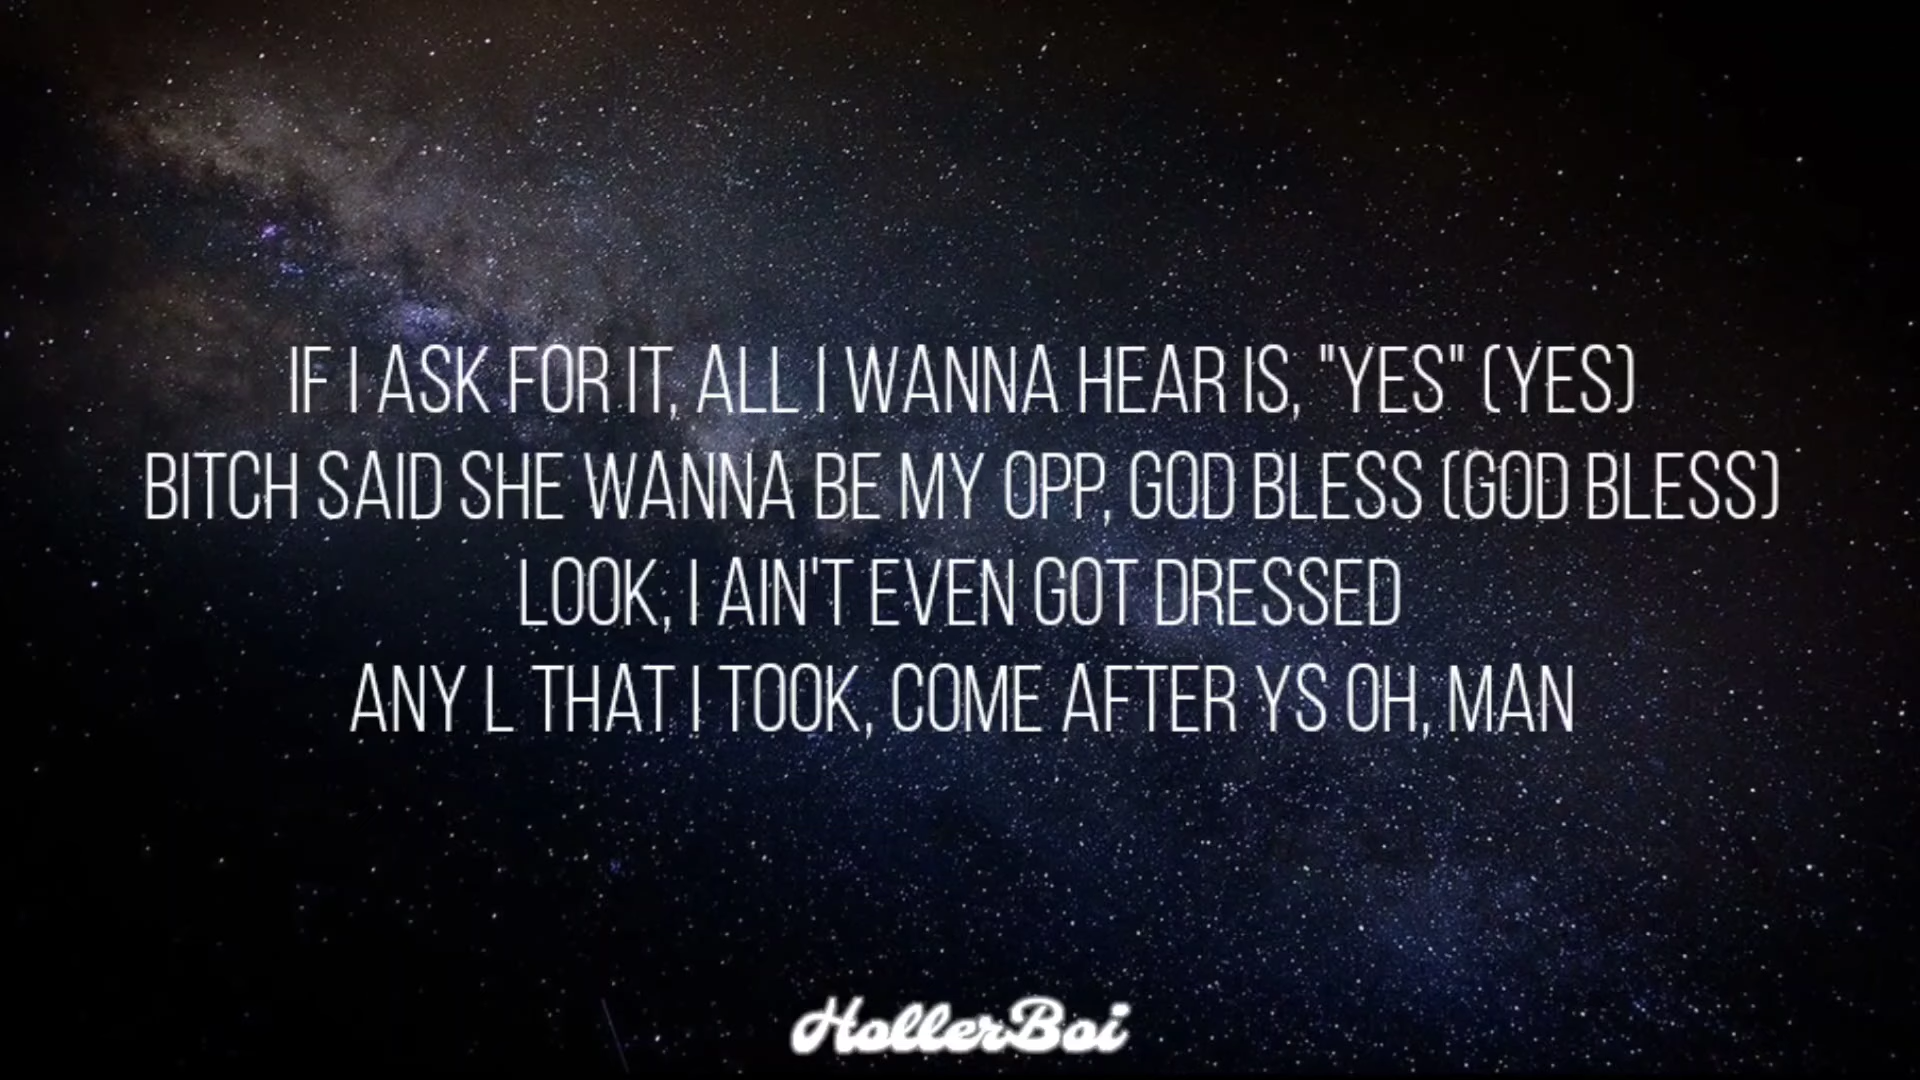 IF I ASK FOR IT, ALL I WANNA HEAR IS, "YES" (YES)
BITCH SAID SHE WANNA BE MY OPP, GOD BLESS (GOD BLESS)
LOOK, I AIN'T EVEN GOT DRESSED
ANY L THAT I TOOK, COME AFTER YS OH, MAN
HollerBoi